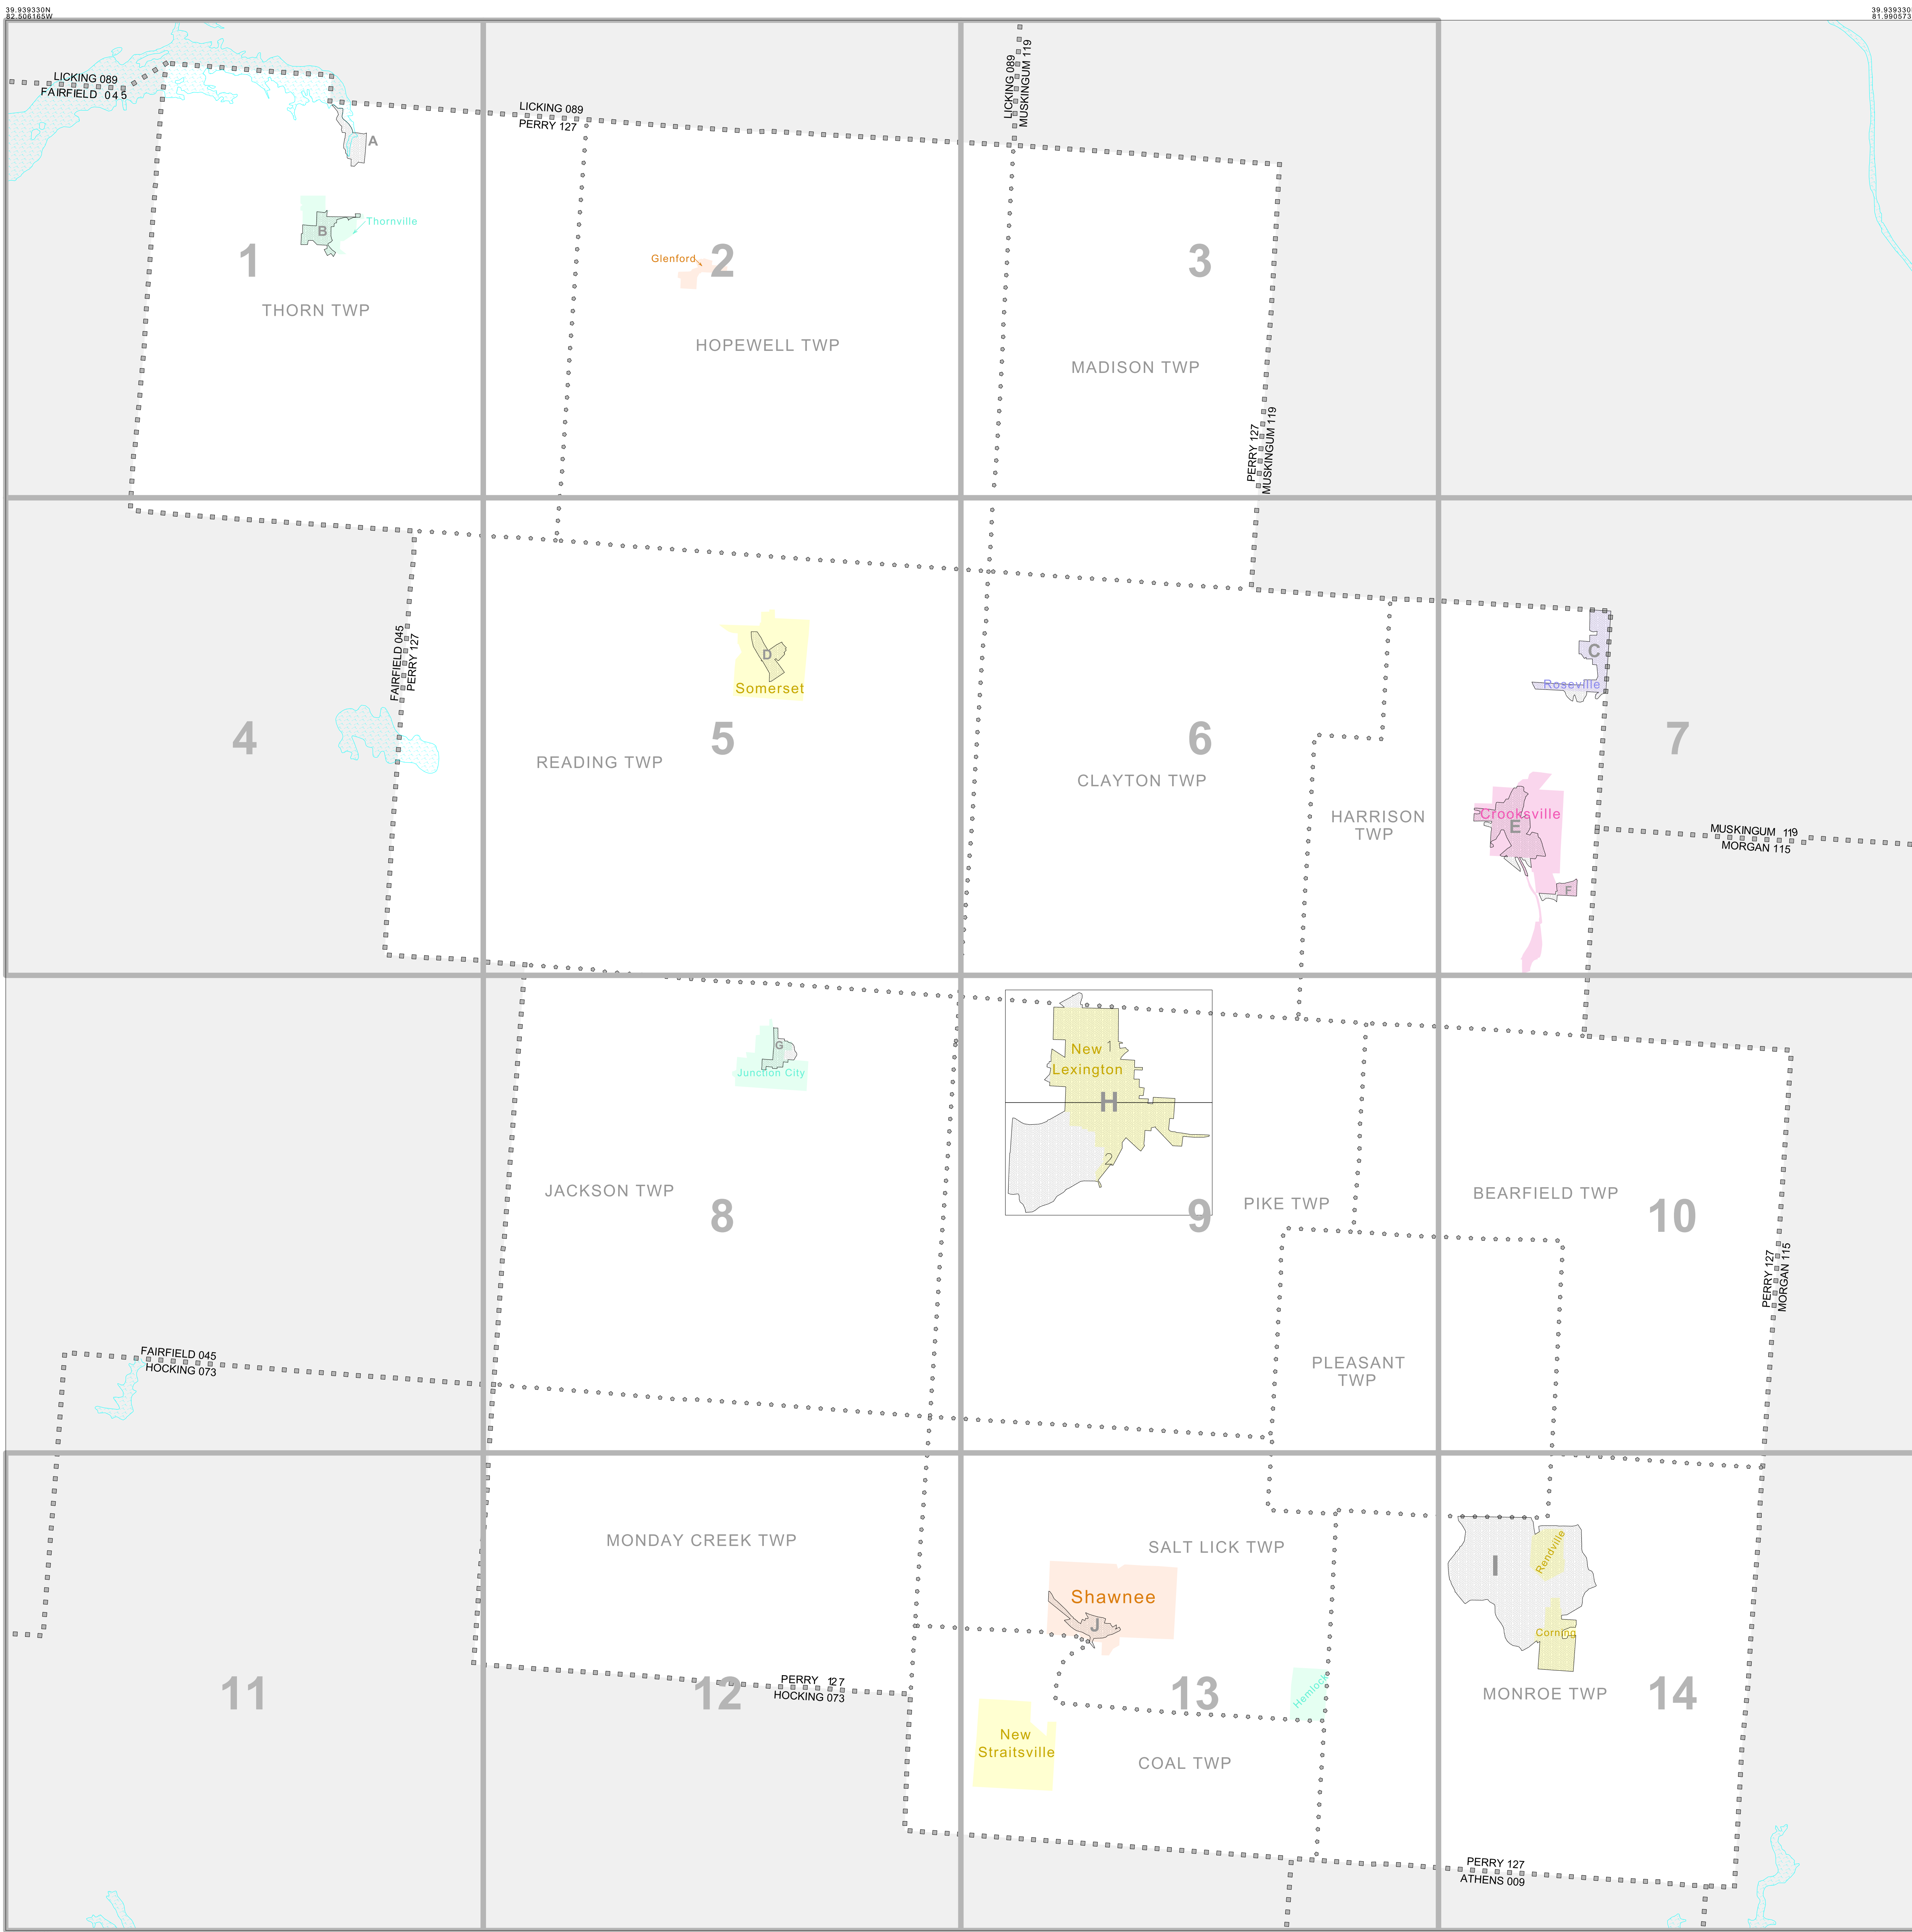 39.939330N
82.506165W
39.939330
81.990573
LICKING 089
FAIRFIELD 045
LICKING 089
PERRY 127
LICKING 089
MUSKINGUM 119
A
B
Thornville
1
THORN TWP
Glenford
2
HOPEWELL TWP
3
MADISON TWP
PERRY 127
MUSKINGUM 119
FAIRFIELD 045
PERRY 127
D
Somerset
C
Roseville
4
READING TWP
5
CLAYTON TWP
6
7
HARRISON
TWP
Crooksville
E
F
MUSKINGUM 119
MORGAN 115
G
Junction City
New
Lexington
1
H
2
JACKSON TWP
8
PIKE TWP
9
BEARFIELD TWP
10
PERRY 127
MORGAN 115
FAIRFIELD 045
HOCKING 073
PLEASANT
TWP
MONDAY CREEK TWP
SALT LICK TWP
Shawnee
J
I
Rendville
Corning
11
PERRY 127
HOCKING 073
12
13
Hemlock
MONROE TWP
14
New
Straitsville
COAL TWP
PERRY 127
ATHENS 009